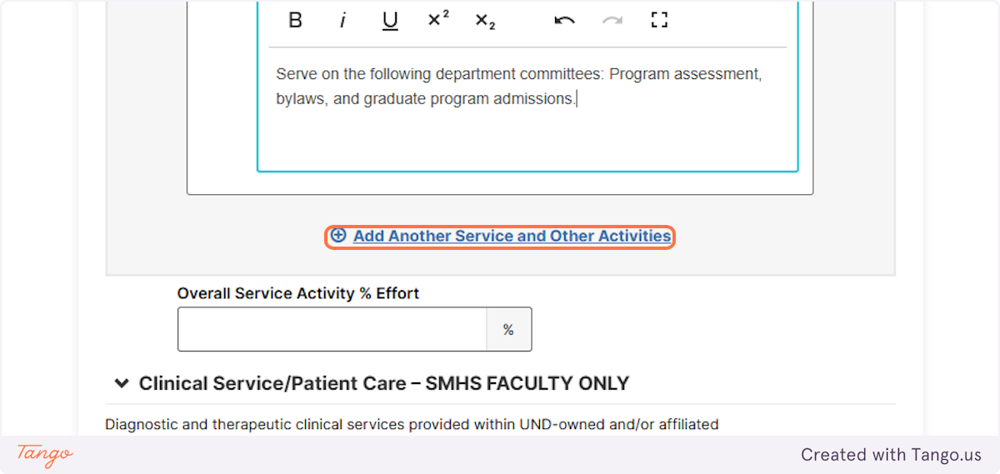 B i U x² x₂
Serve on the following department committees: Program assessment,
bylaws, and graduate program admissions.
Add Another Service and Other Activities
Overall Service Activity % Effort
%
Clinical Service/Patient Care – SMHS FACULTY ONLY
Diagnostic and therapeutic clinical services provided within UND-owned and/or affiliated
Tango
Created with Tango.us